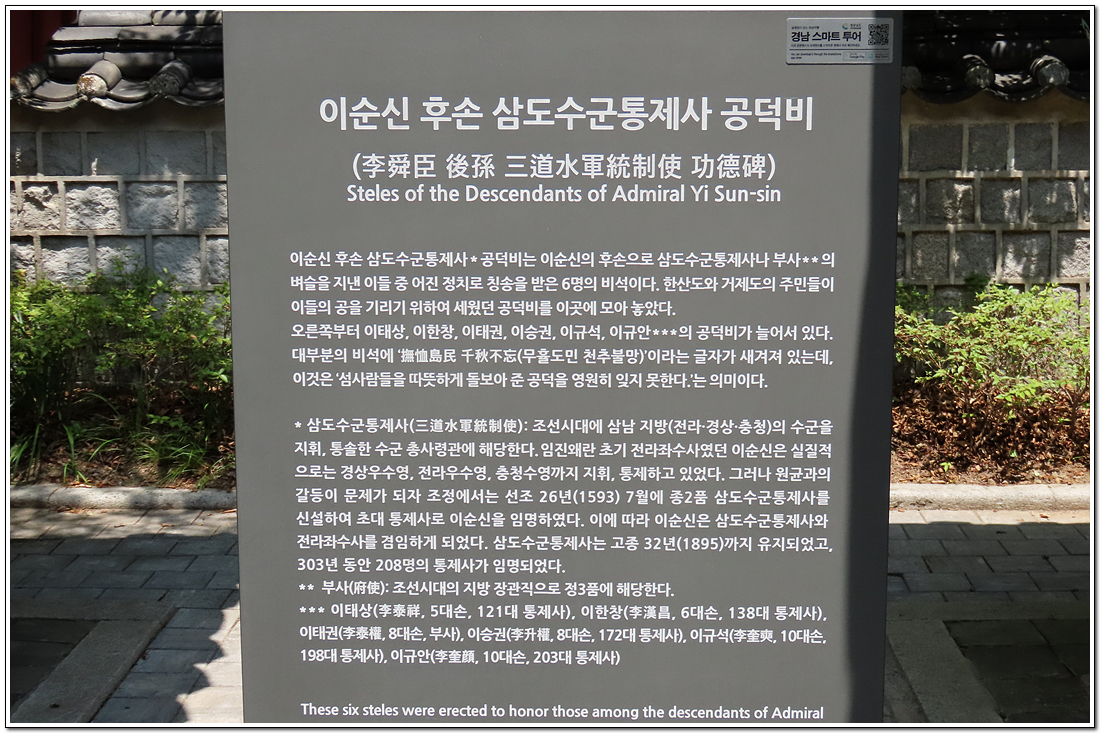 경남 스마트 투어
이순신 후손 삼도수군통제사 공덕비
(李舜臣 後孫 三道水軍統制使 功德碑)
Steles of the Descendants of Admiral Yi Sun-sin
이순신 후손 삼도수군통제사*공덕비는 이순신의 후손으로 삼도수군통제사나 부사**의
벼슬을 지낸 이들 중 어진 정치로 칭송을 받은 6명의 비석이다. 한산도와 거제도의 주민들이
이들의 공을 기리기 위하여 세웠던 공덕비를 이곳에 모아 놓았다.
오른쪽부터 이태상, 이한창, 이태권, 이승권, 이규석, 이규안***의 공덕비가 늘어서 있다.
대부분의 비석에 ‘撫恤島民 千秋不忘(무휼도민 천추불망)’이라는 글자가 새겨져 있는데,
이것은 ‘섬사람들을 따뜻하게 돌보아 준 공덕을 영원히 잊지 못한다.’는 의미이다.
* 삼도수군통제사(三道水軍統制使): 조선시대에 삼남 지방(전라·경상·충청)의 수군을
지휘, 통솔한 수군 총사령관에 해당한다. 임진왜란 초기 전라좌수사였던 이순신은 실질적
으로는 경상우수영, 전라우수영, 충청수영까지 지휘, 통제하고 있었다. 그러나 원균과의
갈등이 문제가 되자 조정에서는 선조 26년(1593) 7월에 종2품 삼도수군통제사를
신설하여 초대 통제사로 이순신을 임명하였다. 이에 따라 이순신은 삼도수군통제사와
전라좌수사를 겸임하게 되었다. 삼도수군통제사는 고종 32년(1895)까지 유지되었고,
303년 동안 208명의 통제사가 임명되었다.
** 부사(府使): 조선시대의 지방 장관직으로 정3품에 해당한다.
*** 이태상(李泰祥, 5대손, 121대 통제사), 이한창(李漢昌, 6대손, 138대 통제사),
이태권(李泰權, 8대손, 부사), 이승권(李升權, 8대손, 172대 통제사), 이규석(李奎奭, 10대손,
198대 통제사), 이규안(李奎顔, 10대손, 203대 통제사)
These six steles were erected to honor those among the descendants of Admiral